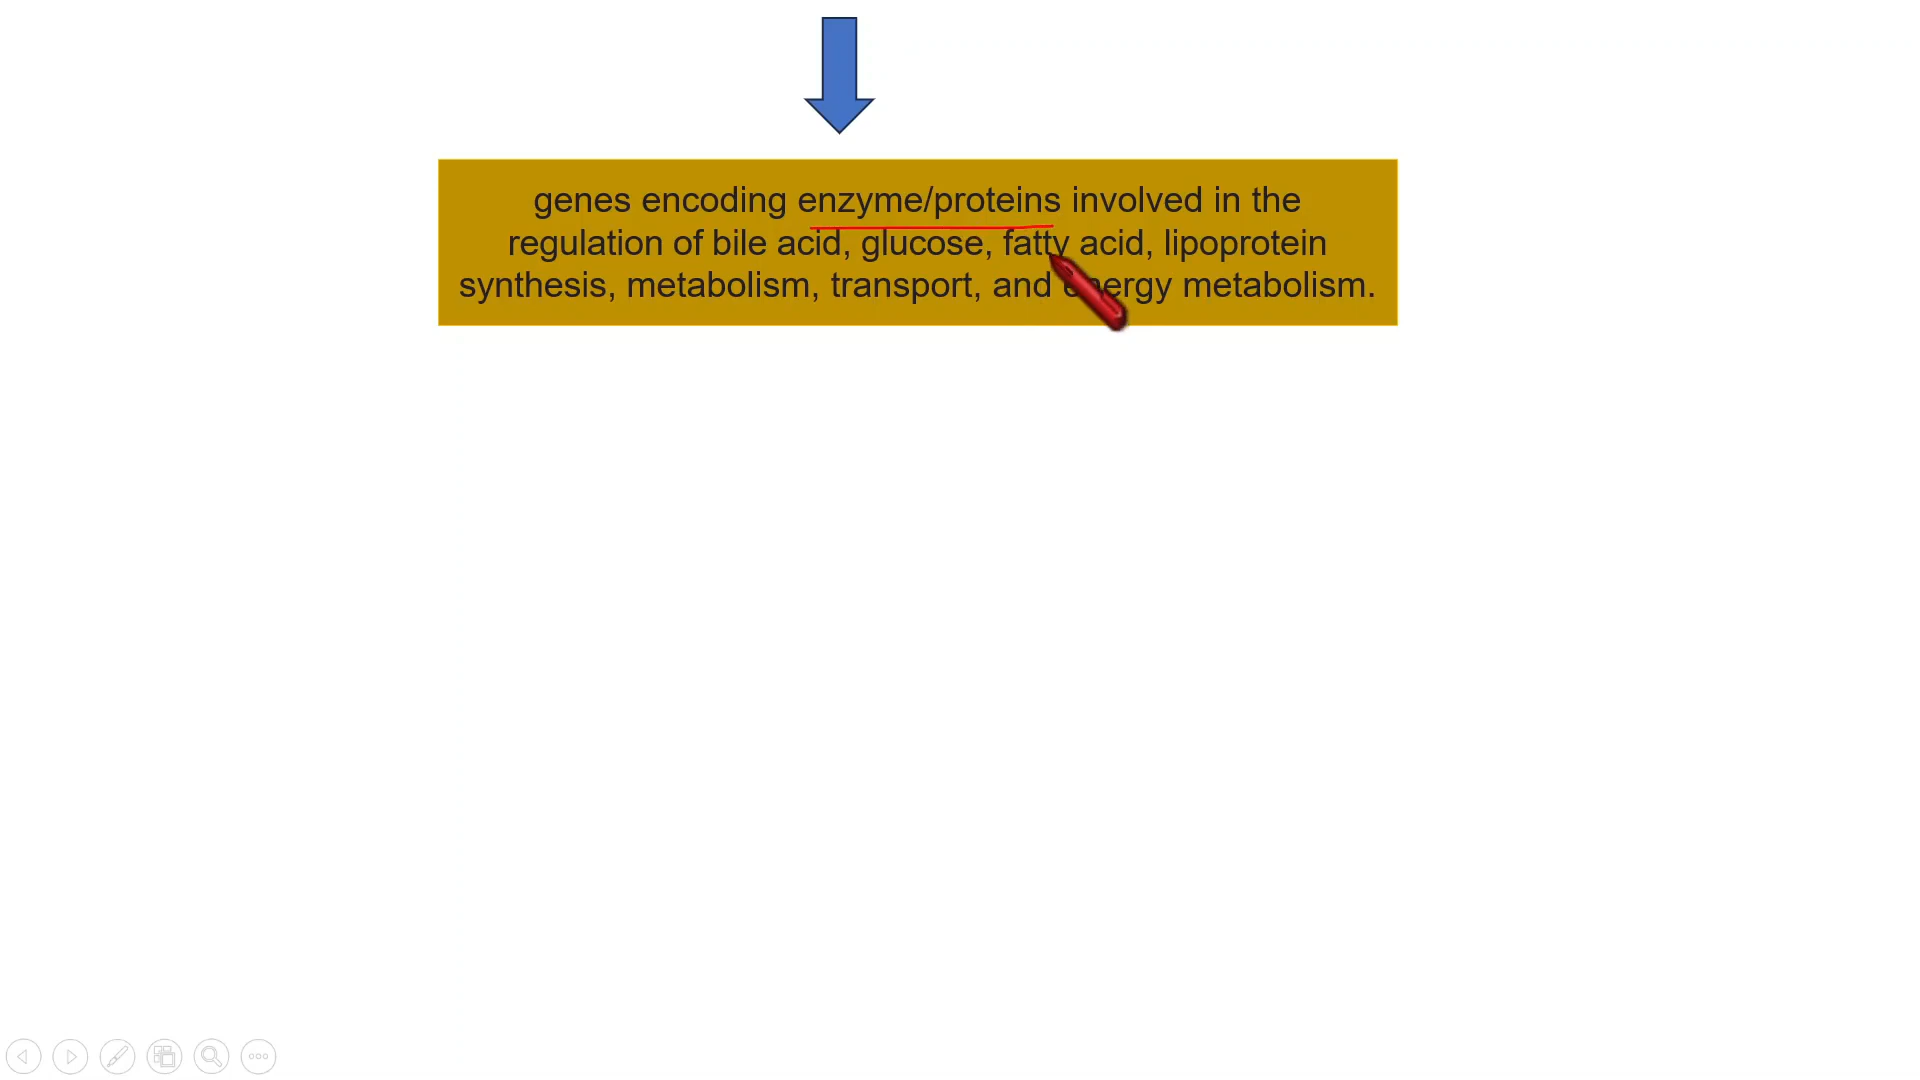 genes encoding enzyme/proteins involved in the
regulation of bile acid, glucose, fatty acid, lipoprotein
synthesis, metabolism, transport, and energy metabolism.